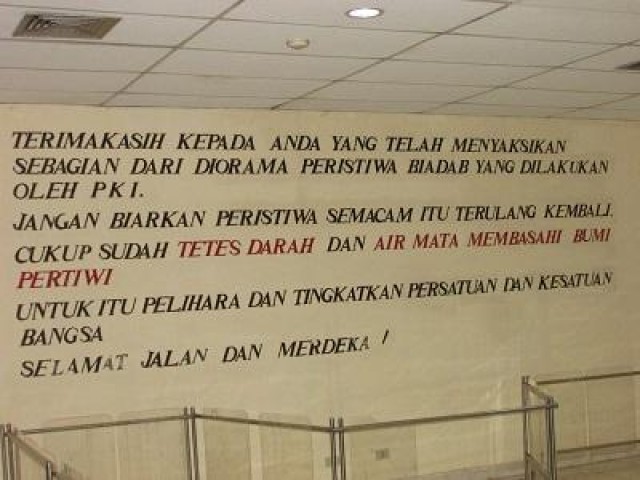 TERIMAKASIH KEPADA ANDA YANG TELAH MENYAKSIKAN
SEBAGIAN DARI DIORAMA PERISTIWA BIADAB YANG DILAKUKAN
OLEH PKI.
JANGAN BIARKAN PERISTIWA SEMACAM ITU TERULANG KEMBALI.
CUKUP SUDAH TETES DARAH DAN AIR MATA MEMBASAHI BUMI
PERTIWI
UNTUK ITU PELIHARA DAN TINGKATKAN PERSATUAN DAN KESATUAN
BANGSA
SELAMAT JALAN DAN MERDEKA !